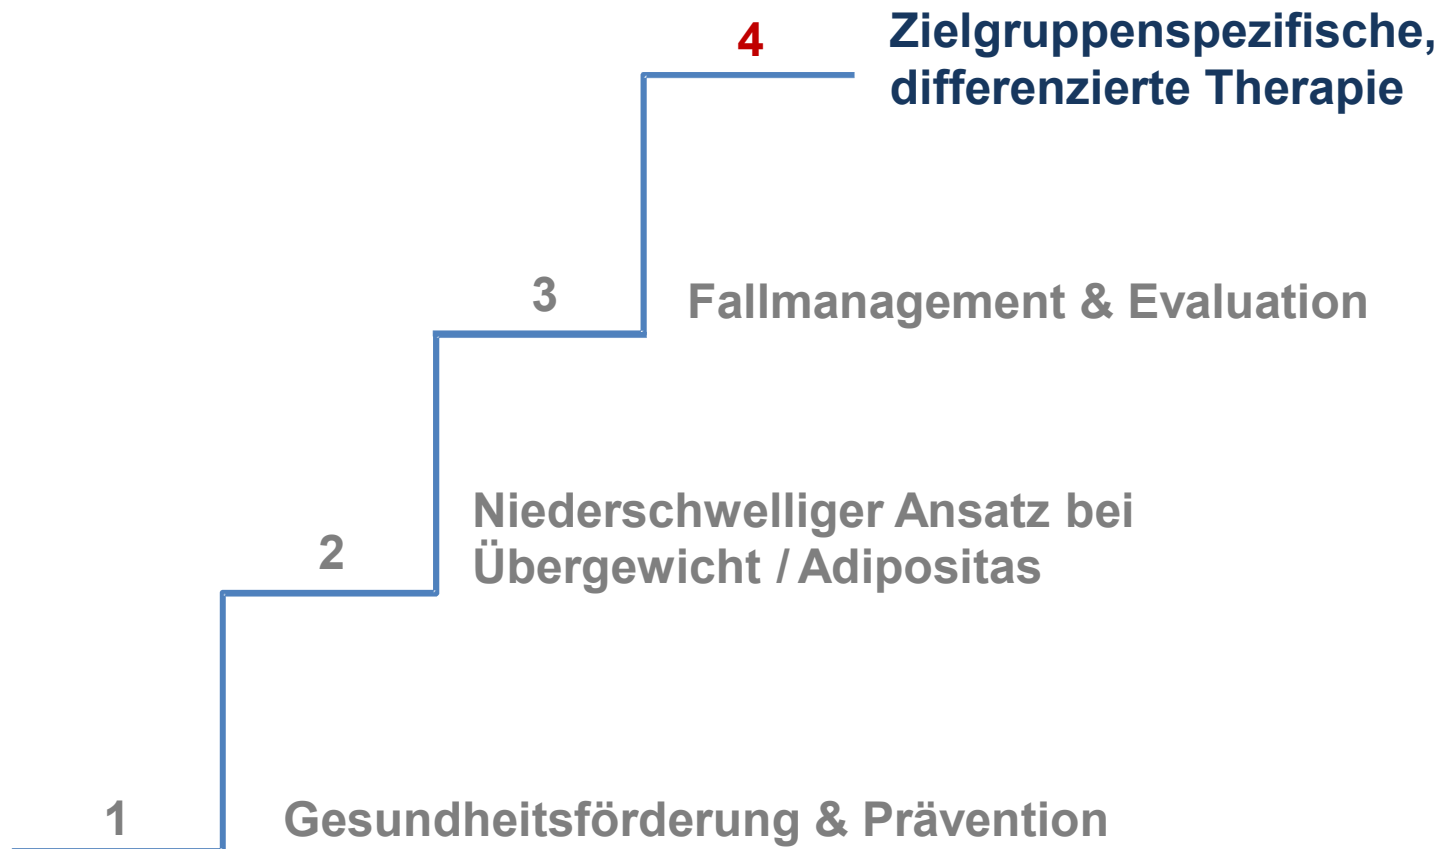 4
Zielgruppenspezifische,
differenzierte Therapie
3
Fallmanagement & Evaluation
2
Niederschwelliger Ansatz bei
Übergewicht / Adipositas
1
Gesundheitsförderung & Prävention